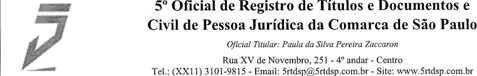 5º Oficial de Registro de Títulos e Documentos e
Civil de Pessoa Jurídica da Comarca de São Paulo
Oficial Titular: Paula da Silva Pereira Zaccaron
Rua XV de Novembro, 251 - 4º andar - Centro
Tel.: (XX11) 3101-9815 - Email: 5rtdsp@5rtdsp.com.br - Site: www.5rtdsp.com.br